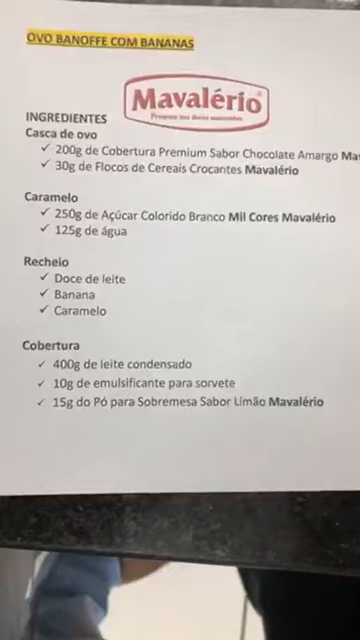 OVO BANOFFE COM BANANAS
Mavalério
INGREDIENTES
Casca de ovo
✓ 200g de Cobertura Premium Sabor Chocolate Amargo
✓ 30g de Flocos de Cereais Crocantes Mavalério
Caramelo
✓ 250g de Açúcar Colorido Branco Mil Cores Mavalério
✓ 125g de água
Recheio
✓ Doce de leite
✓ Banana
✓ Caramelo
Cobertura
✓ 400g de leite condensado
✓ 10g de emulsificante para sorvete
✓ 15g do Pó para Sobremesa Sabor Limão Mavalério